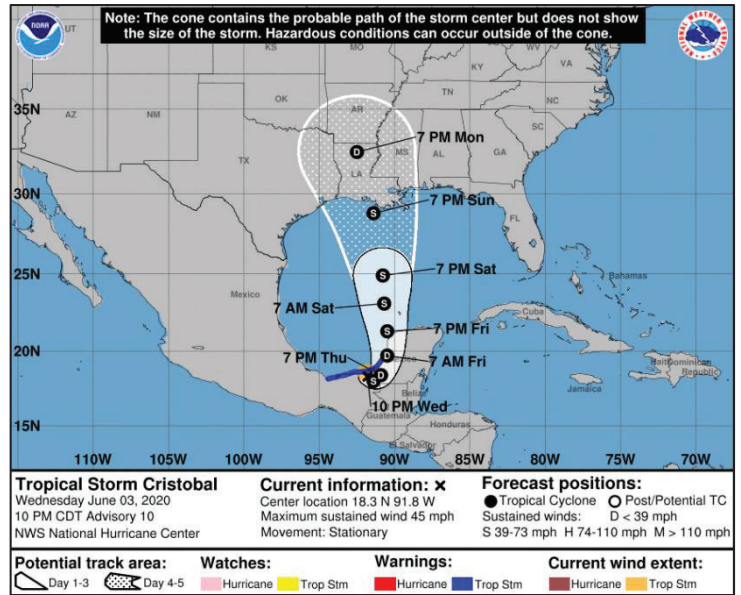 Note: The cone contains the probable path of the storm center but does not show
the size of the storm. Hazardous conditions can occur outside of the cone.
NOAA
NATIONAL WEATHER SERVICE
UT
KS
MO
KY
WV
VA
35N
AZ
NM
OK
AR
TN
NC
7 PM Mon
D
TX
LA
MS
AL
GA
SC
30N
S
7 PM Sun
FL
25N
S
7 PM Sat
Bahamas
Mexico
7 AM Sat
S
Cuba
S
7 PM Fri
20N
7 PM Thu
D
7 AM Fri
Dominican
Republic
D
S
Jamaica
10 PM Wed
Belize
Guatemala
15N
Honduras
El Salvador
110W
105W
100W
95W
90W
85W
80W
75W
70W
Tropical Storm Cristobal
Wednesday June 03, 2020
10 PM CDT Advisory 10
NWS National Hurricane Center
Current information: x
Center location 18.3 N 91.8 W
Maximum sustained wind 45 mph
Movement: Stationary
Forecast positions:
● Tropical Cyclone ○ Post/Potential TC
Sustained winds: D < 39 mph
S 39-73 mph H 74-110 mph M > 110 mph
Potential track area:
Day 1-3 Day 4-5
Watches:
Hurricane Trop Stm
Warnings:
Hurricane Trop Stm
Current wind extent:
Hurricane Trop Stm